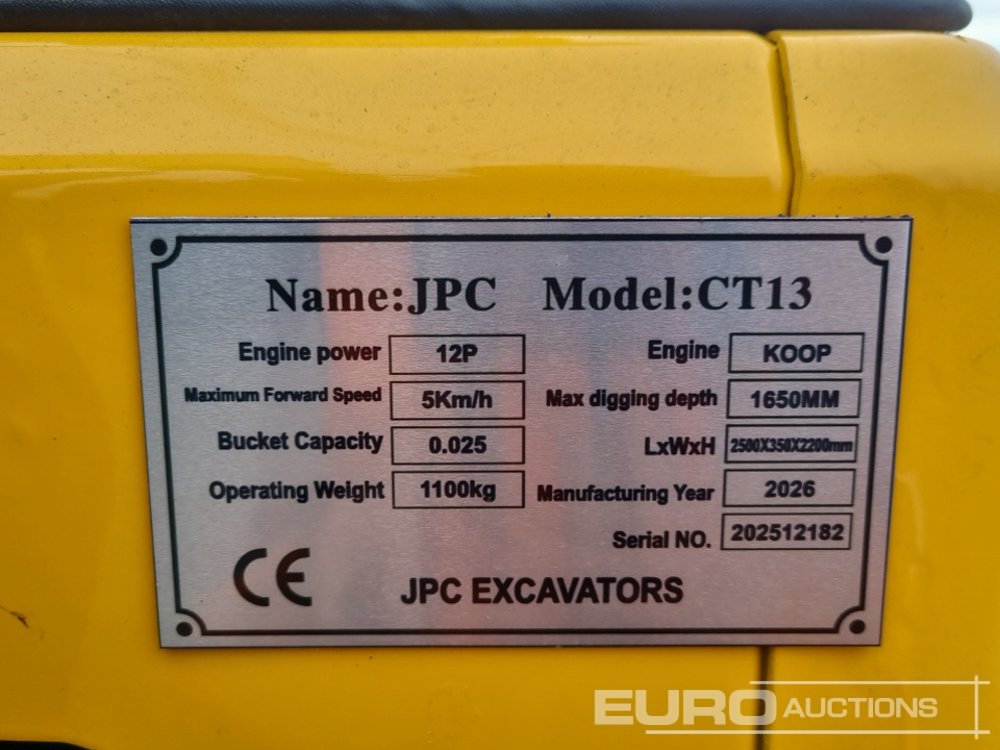 Name:JPC Model:CT13
Engine power 12P Engine KOOP
Maximum Forward Speed 5Km/h Max digging depth 1650MM
Bucket Capacity 0.025 LxWxH 2500X350X2200mm
Operating Weight 1100kg Manufacturing Year 2026
Serial NO. 202512182
CE JPC EXCAVATORS
EURO AUCTIONS